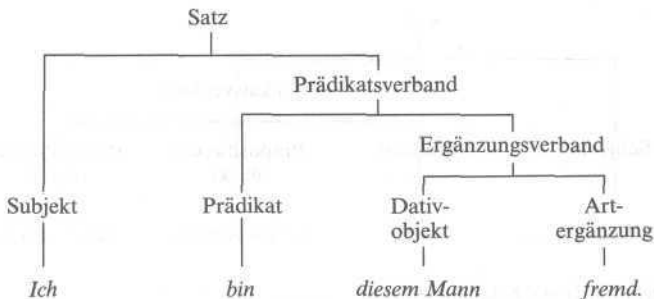 Satz
Prädikatsverband
Ergänzungsverband
Subjekt Prädikat Dativ- Art-
objekt ergänzung
Ich bin diesem Mann fremd.